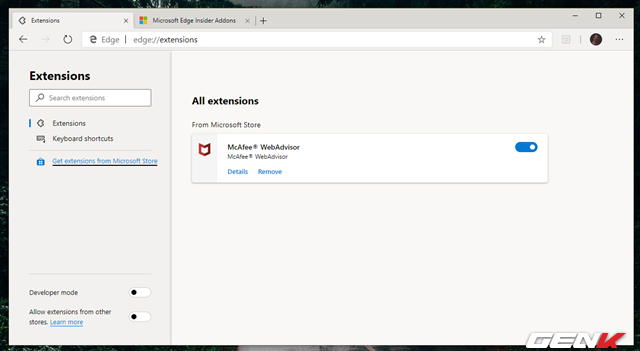 Extensions
Microsoft Edge Insider Addons
Edge
edge://extensions
Extensions
Search extensions
Extensions
Keyboard shortcuts
Get extensions from Microsoft Store
Developer mode
Allow extensions from other
stores. Learn more
All extensions
From Microsoft Store
McAfee® WebAdvisor
McAfee® WebAdvisor
Details
Remove
GENK